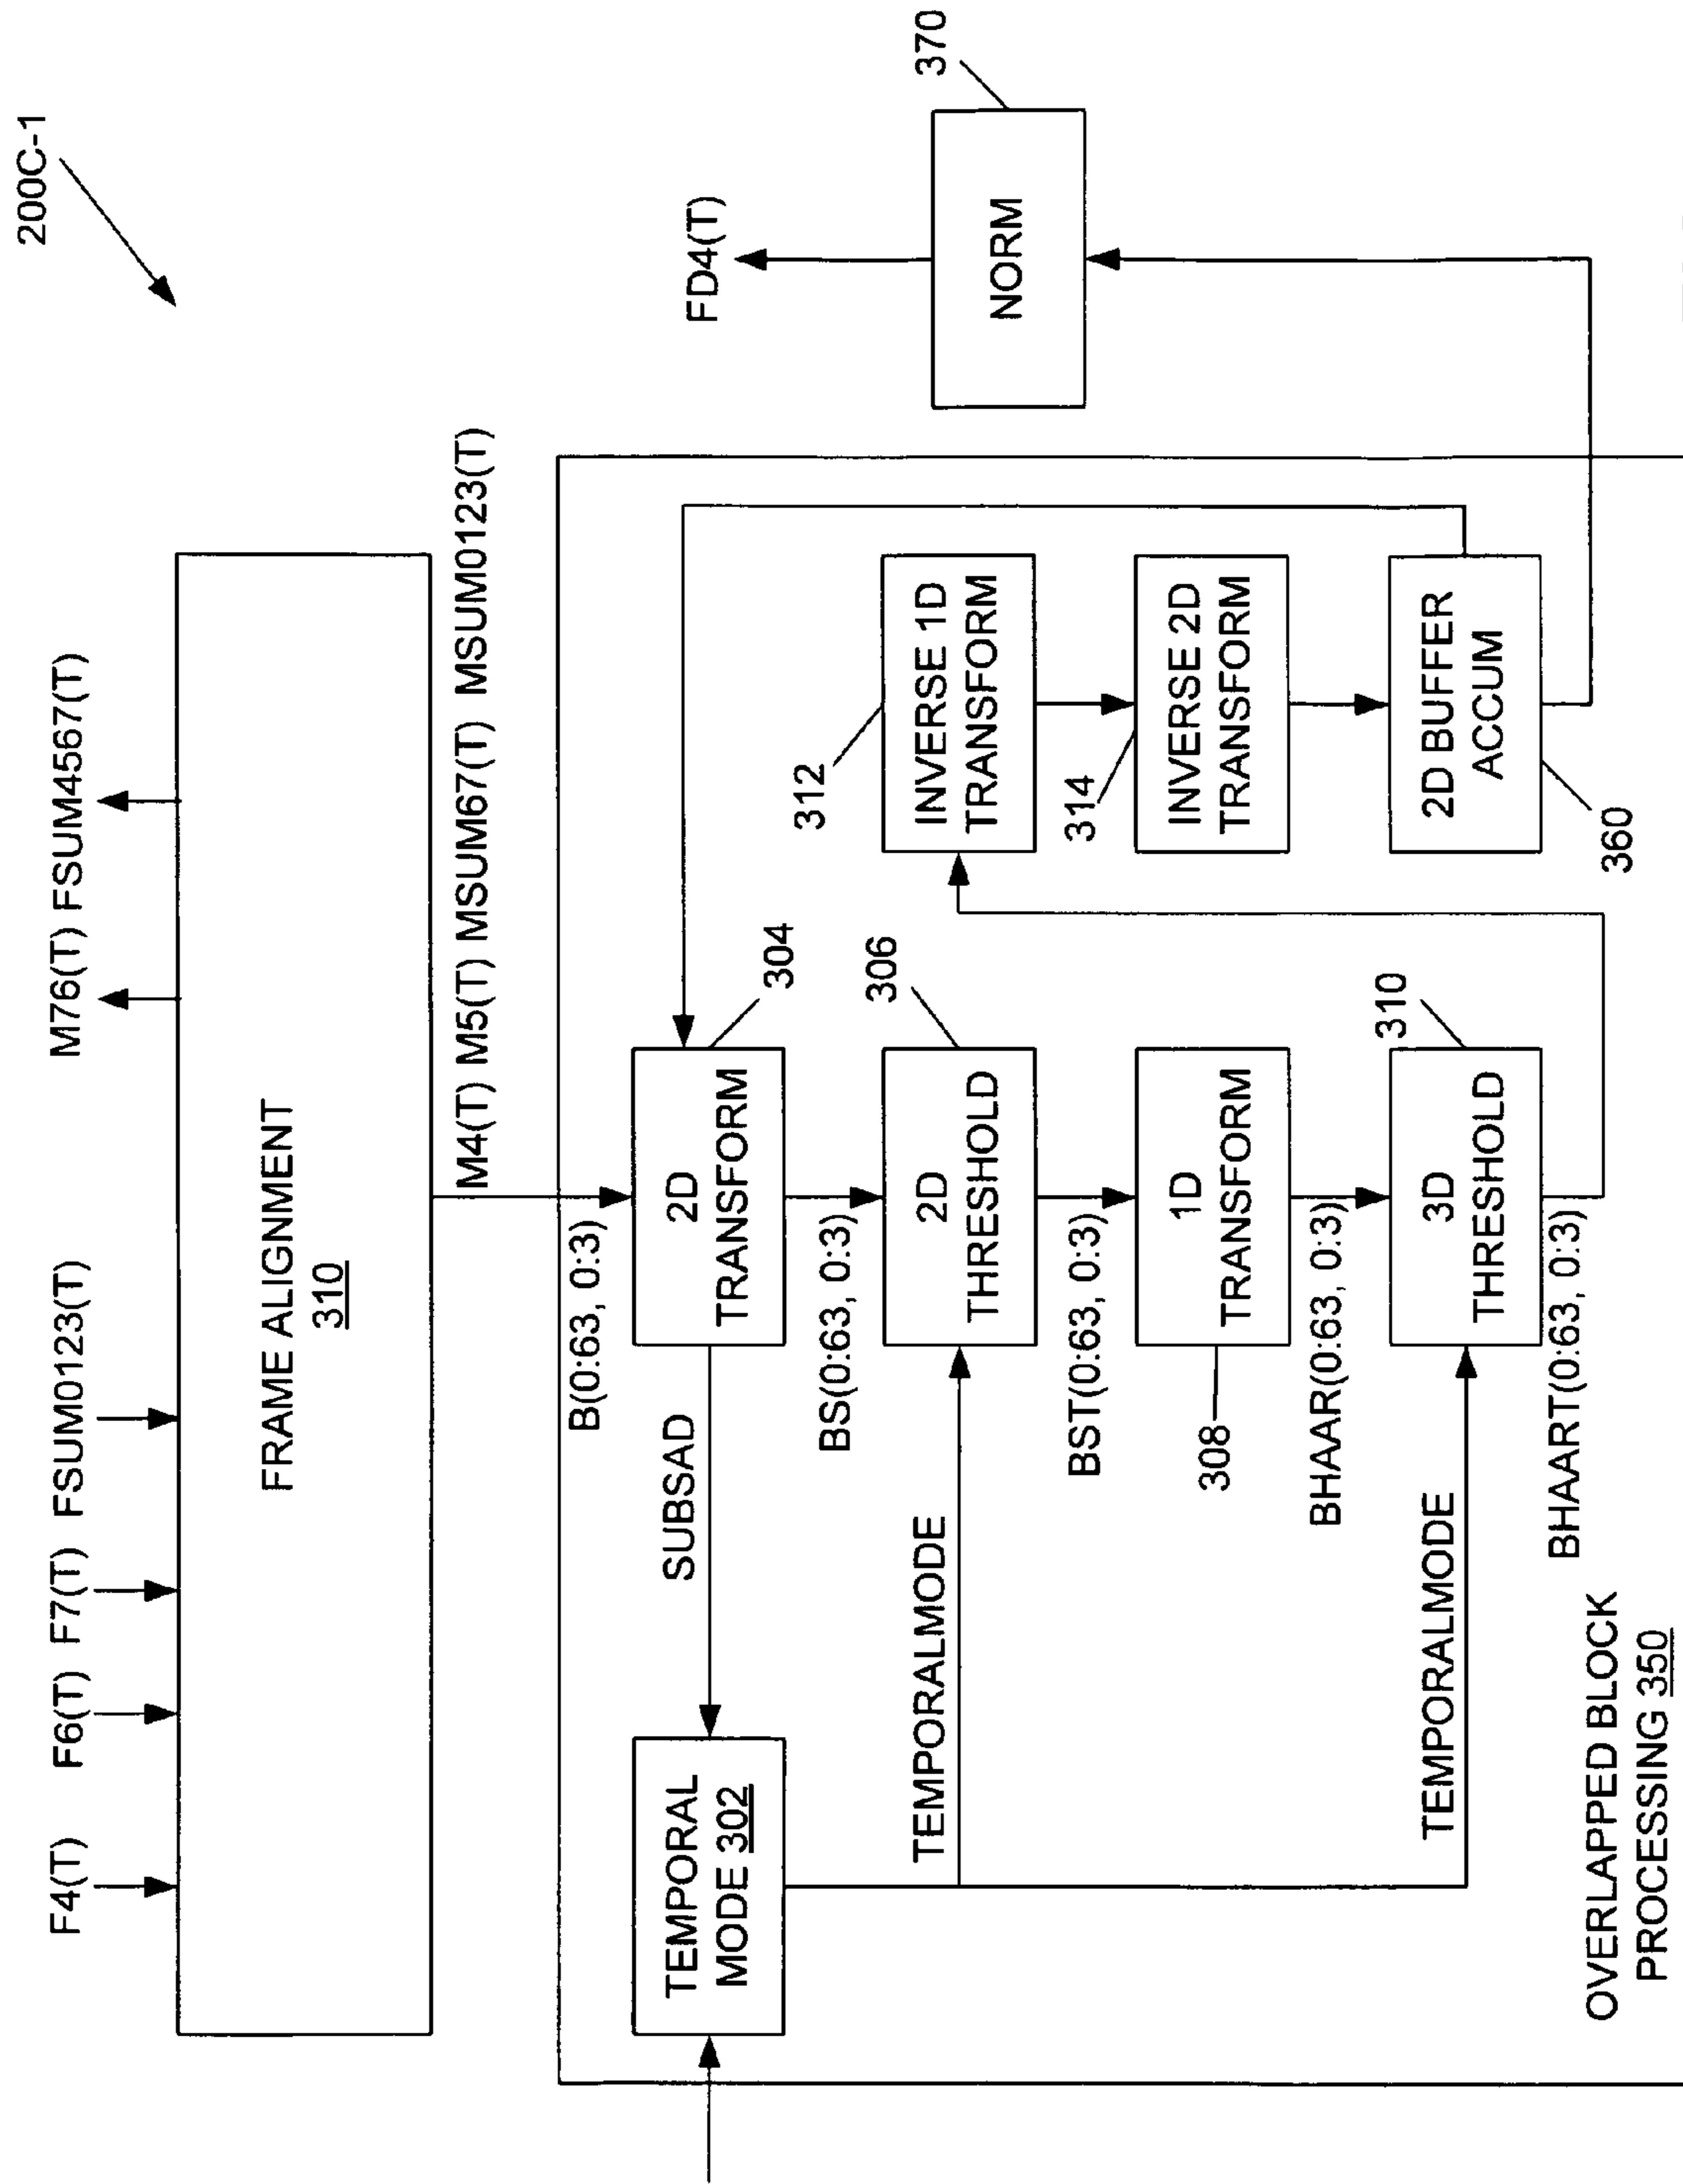 200C-1
F4(T) F6(T) F7(T) FSUM0123(T) M76(T) FSUM4567(T)
FRAME ALIGNMENT
310
M4(T) M5(T) MSUM67(T) MSUM0123(T)
B(0:63, 0:3)
SUBSAD
TEMPORAL
MODE 302
2D
TRANSFORM
304
BS(0:63, 0:3)
TEMPORALMODE
2D
THRESHOLD
306
BST(0:63, 0:3)
308
1D
TRANSFORM
BHAAR(0:63, 0:3)
TEMPORALMODE
3D
THRESHOLD
310
BHAART(0:63, 0:3)
312
INVERSE 1D
TRANSFORM
314
INVERSE 2D
TRANSFORM
2D BUFFER
ACCUM
360
FD4(T)
NORM
370
OVERLAPPED BLOCK
PROCESSING 350